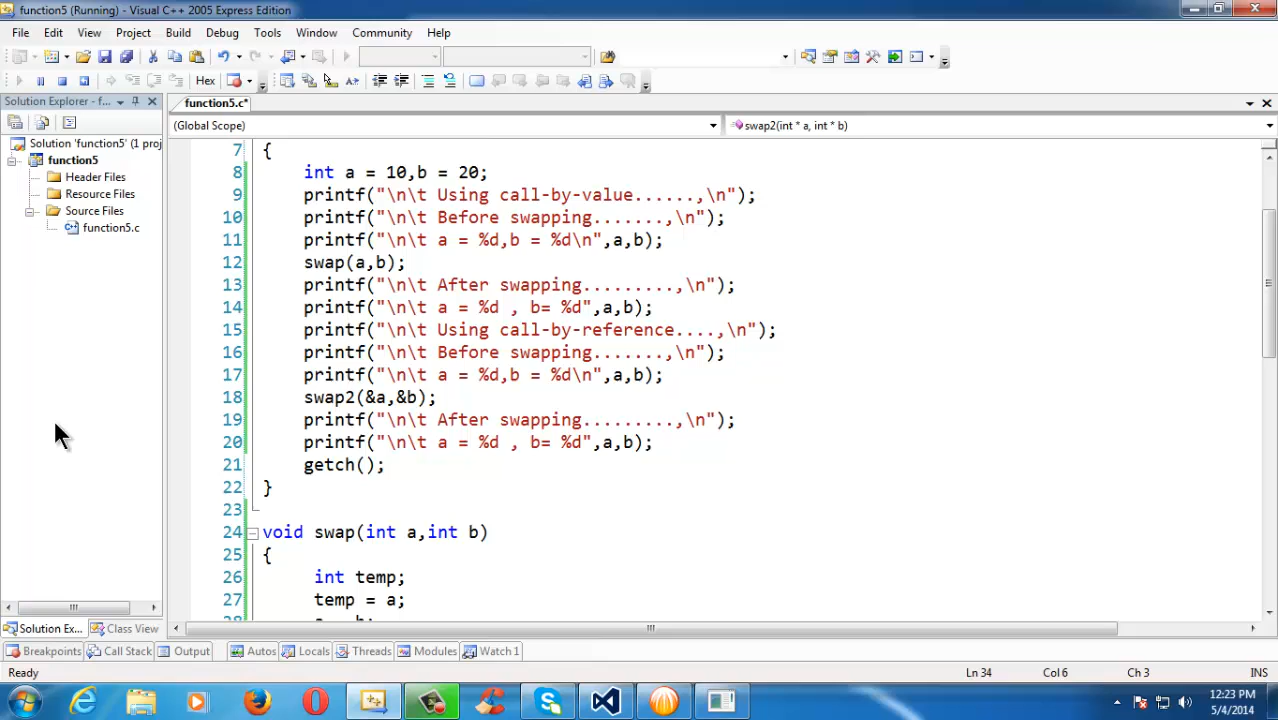 function5 (Running) - Visual C++ 2005 Express Edition
File Edit View Project Build Debug Tools Window Community Help
Hex
Solution Explorer - f...
function5.c*
(Global Scope)
swap2(int * a, int * b)
Solution 'function5' (1 proj
function5
Header Files
Resource Files
Source Files
function5.c
7 {
8 int a = 10,b = 20;
9 printf("\n\t Using call-by-value......,\n");
10 printf("\n\t Before swapping.......,\n");
11 printf("\n\t a = %d,b = %d\n",a,b);
12 swap(a,b);
13 printf("\n\t After swapping.........,\n");
14 printf("\n\t a = %d , b= %d",a,b);
15 printf("\n\t Using call-by-reference....,\n");
16 printf("\n\t Before swapping.......,\n");
17 printf("\n\t a = %d,b = %d\n",a,b);
18 swap2(&a,&b);
19 printf("\n\t After swapping.........,\n");
20 printf("\n\t a = %d , b= %d",a,b);
21 getch();
22 }
23
24 void swap(int a,int b)
25 {
26 int temp;
27 temp = a;
Solution Ex... Class View
Breakpoints Call Stack Output Autos Locals Threads Modules Watch 1
Ready Ln 34 Col 6 Ch 3 INS
12:23 PM
5/4/2014